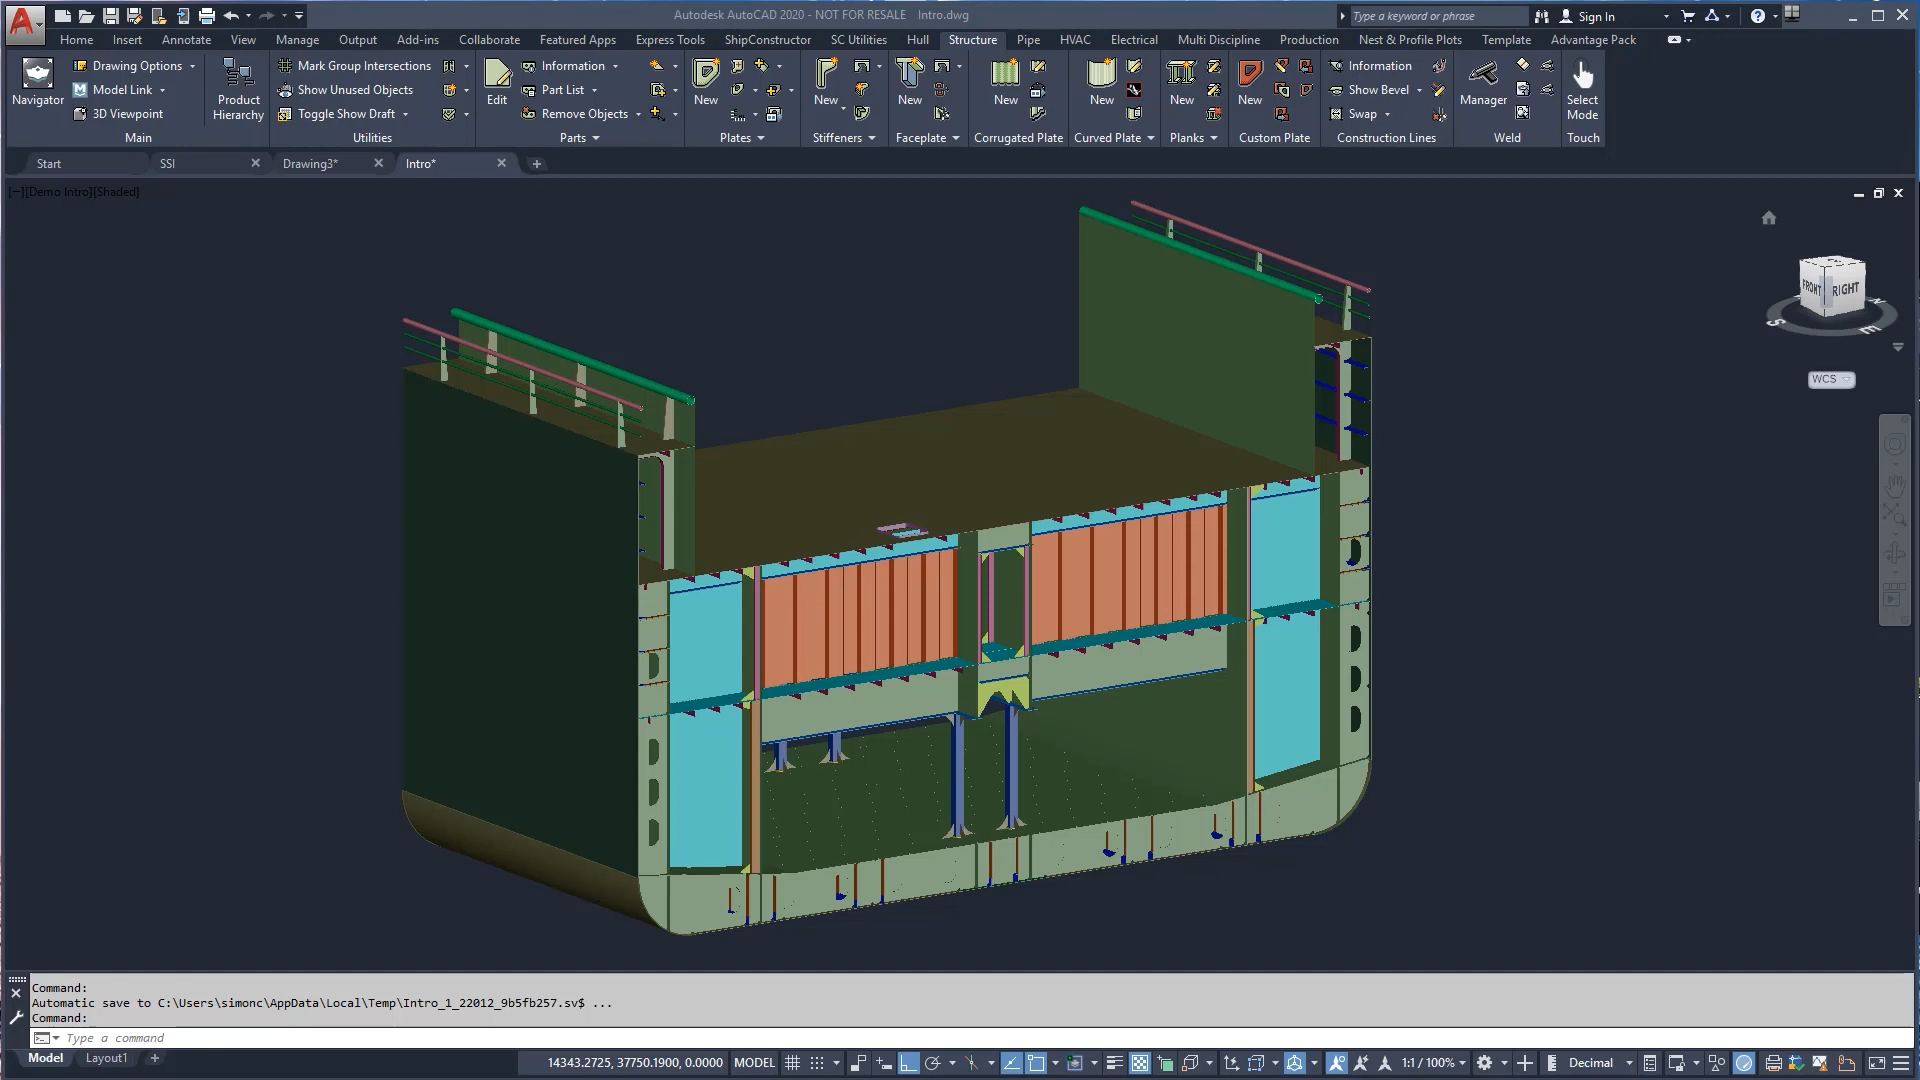 Autodesk AutoCAD 2020 - NOT FOR RESALE Intro.dwg
Type a keyword or phrase
Sign In
Home Insert Annotate View Manage Output Add-ins Collaborate Featured Apps Express Tools ShipConstructor SC Utilities Hull Structure Pipe HVAC Electrical Multi Discipline Production Nest & Profile Plots Template Advantage Pack
Navigator
Drawing Options
Model Link
3D Viewpoint
Main
Product
Hierarchy
Mark Group Intersections
Show Unused Objects
Toggle Show Draft
Utilities
Edit
Information
Part List
Remove Objects
Parts
New
Plates
New
Stiffeners
New
Faceplate
New
Corrugated Plate
New
Curved Plate
New
Planks
New
Custom Plate
Information
Show Bevel
Swap
Construction Lines
Manager
Weld
Select
Mode
Touch
Start SSI Drawing3* Intro*
[−][Demo Intro][Shaded]
FRONT RIGHT
S E
WCS
Command:
Automatic save to C:\Users\simonc\AppData\Local\Temp\Intro_1_22012_9b5fb257.sv$ ...
Command:
Type a command
Model Layout1
14343.2725, 37750.1900, 0.0000 MODEL 1:1 / 100% Decimal